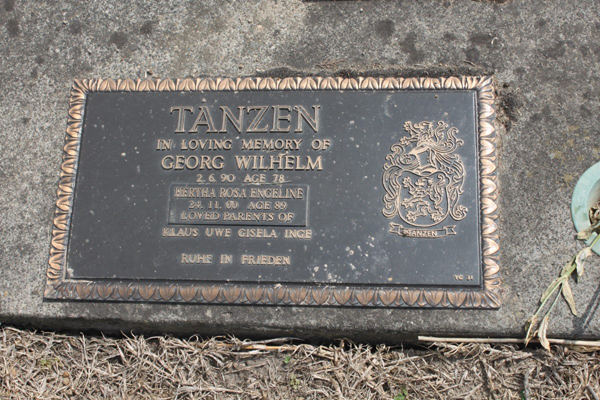 TANZEN
IN LOVING MEMORY OF
GEORG WILHELM
2.6.90 AGE 78
HERTHA ROSA ENGELINE
24.11. AGE 89
LOVED PARENTS OF
KLAUS UWE GISELA INGE
RUHE IN FRIEDEN
TANZEN